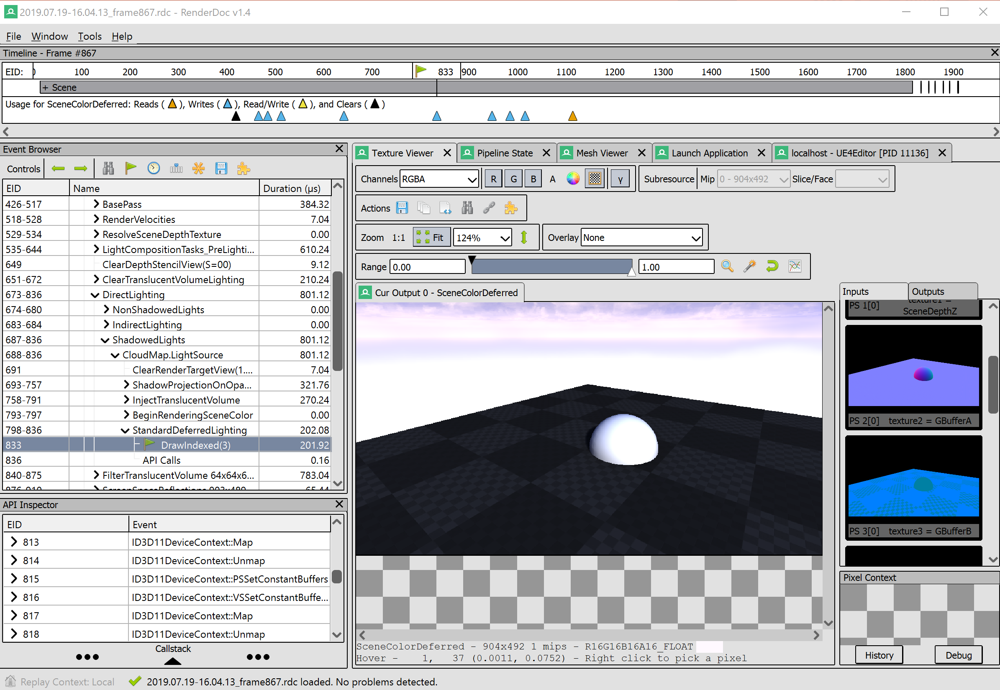 2019.07.19-16.04.13_frame867.rdc - RenderDoc v1.4
File Window Tools Help
Timeline - Frame #867
EID: 100 200 300 400 500 600 700 833 900 1000 1100 1200 1300 1400 1500 1600 1700 1800 1900
+ Scene
Usage for SceneColorDeferred: Reads ( ), Writes ( ), Read/Write ( ), and Clears ( )
Event Browser
Controls
EID Name Duration (μs)
426-517 BasePass 384.32
518-528 RenderVelocities 7.04
529-534 ResolveSceneDepthTexture 0.00
535-644 LightCompositionTasks_PreLighti... 610.24
649 ClearDepthStencilView(S=00) 9.12
651-672 ClearTranslucentVolumeLighting 210.24
673-836 DirectLighting 801.12
674-680 NonShadowedLights 0.00
683-684 IndirectLighting 0.00
687-836 ShadowedLights 801.12
688-836 CloudMap.LightSource 801.12
691 ClearRenderTargetView(1.... 7.04
693-757 ShadowProjectionOnOpa... 321.76
758-791 InjectTranslucentVolume 270.24
793-797 BeginRenderingSceneColor 0.00
798-836 StandardDeferredLighting 202.08
833 DrawIndexed(3) 201.92
836 API Calls 0.16
840-875 FilterTranslucentVolume 64x64x6... 783.04
876-910 ScreenSpaceReflections 903x489 65.44
API Inspector
EID Event
813 ID3D11DeviceContext::Map
814 ID3D11DeviceContext::Unmap
815 ID3D11DeviceContext::PSSetConstantBuffers
816 ID3D11DeviceContext::VSSetConstantBuffe...
817 ID3D11DeviceContext::Map
818 ID3D11DeviceContext::Unmap
Callstack
Texture Viewer Pipeline State Mesh Viewer Launch Application localhost - UE4Editor [PID 11136]
Channels RGBA R G B A γ Subresource Mip 0 - 904x492 Slice/Face
Actions
Zoom 1:1 Fit 124% Overlay None
Range 0.00 1.00
Cur Output 0 - SceneColorDeferred
SceneColorDeferred - 904x492 1 mips - R16G16B16A16_FLOAT
Hover - 1, 37 (0.0011, 0.0752) - Right click to pick a pixel
Inputs Outputs
PS 1[0] texture1 =
SceneDepthZ
PS 2[0] texture2 = GBufferA
PS 3[0] texture3 = GBufferB
Pixel Context
History Debug
Replay Context: Local 2019.07.19-16.04.13_frame867.rdc loaded. No problems detected.